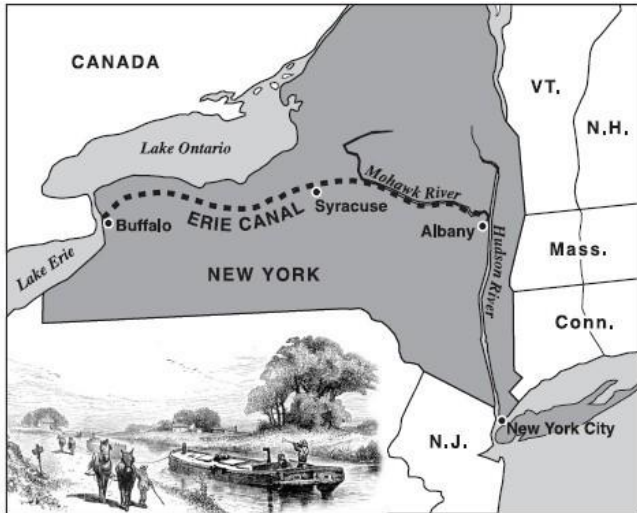 CANADA
VT.
N.H.
Lake Ontario
Mohawk River
Syracuse
ERIE CANAL
Buffalo
Albany
Hudson River
Mass.
Lake Erie
NEW YORK
Conn.
New York City
N.J.